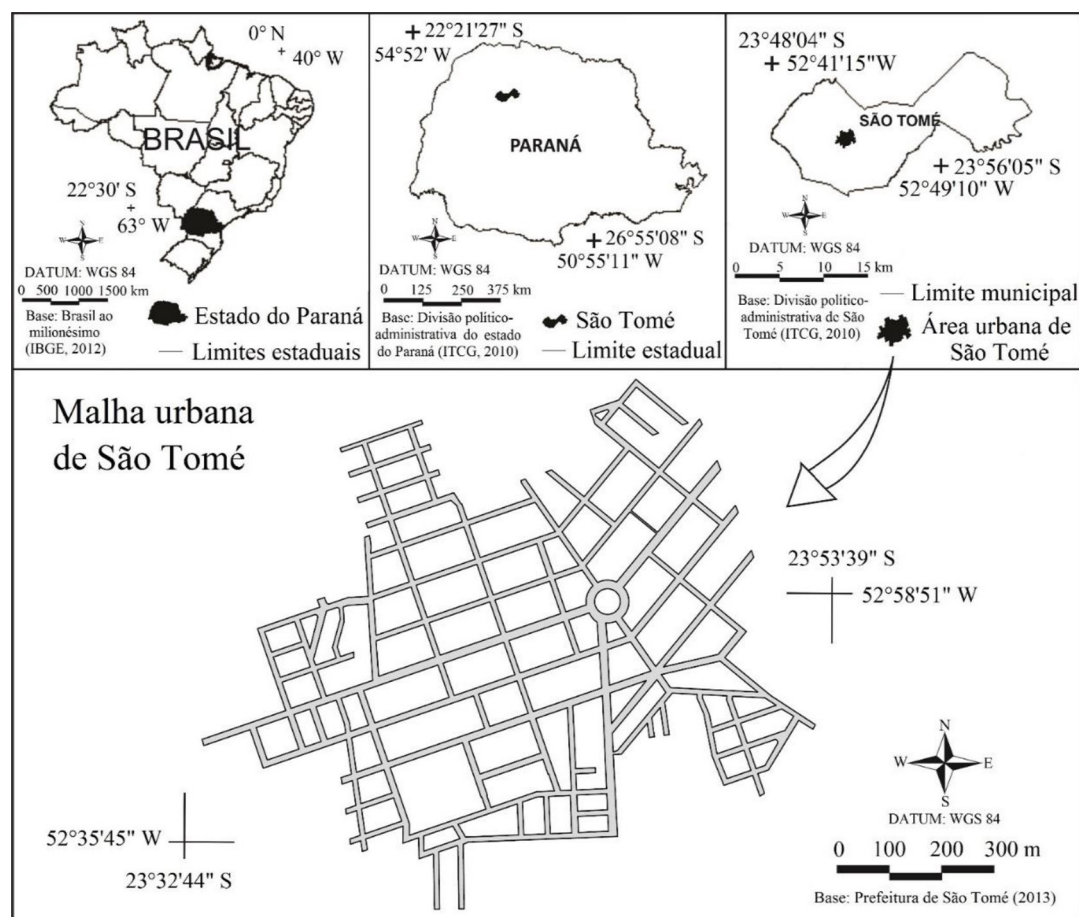 0° N
40° W
BRASIL
22°30' S
63° W
N
W E
S
DATUM: WGS 84
0 500 1000 1500 km
Base: Brasil ao
milionésimo
(IBGE, 2012)
Estado do Paraná
Limites estaduais
22°21'27" S
54°52' W
PARANÁ
26°55'08" S
50°55'11" W
N
W E
S
DATUM: WGS 84
0 125 250 375 km
Base: Divisão político-
administrativa do estado
do Paraná (ITCG, 2010)
São Tomé
Limite estadual
23°48'04" S
52°41'15"W
SÃO TOMÉ
23°56'05" S
52°49'10" W
N
W E
S
DATUM: WGS 84
0 5 10 15
km
Base: Divisão político-
administrativa de São
Tomé (ITCG, 2010)
Limite municipal
Área urbana de
São Tomé
Malha urbana
de São Tomé
23°53'39" S
52°58'51" W
52°35'45" W
23°32'44" S
N
W E
S
DATUM: WGS 84
0 100 200 300 m
Base: Prefeitura de São Tomé (2013)